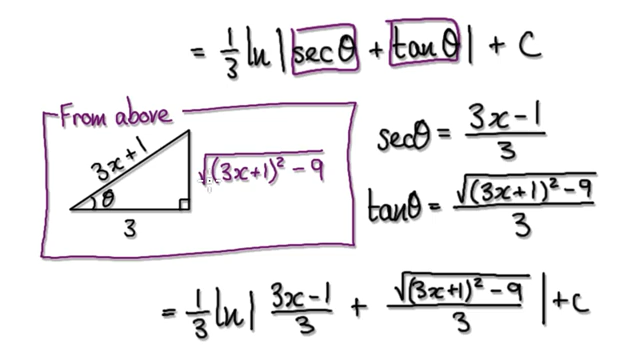 = 1/3 ln |secθ + tanθ| + C
From above
3x+1
θ
3
√((3x+1)² - 9)
secθ = (3x-1)/3
tanθ = √((3x+1)² - 9)/3
= 1/3 ln | (3x-1)/3 + √((3x+1)² - 9)/3 | + C